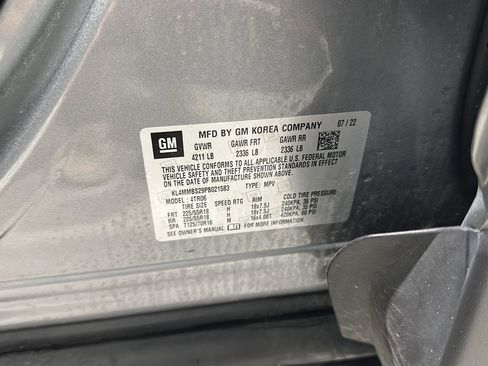 GM
MFD BY GM KOREA COMPANY 07/22
GVWR GAWR FRT GAWR RR
4211 LB 2336 LB 2336 LB
THIS VEHICLE CONFORMS TO ALL APPLICABLE U.S. FEDERAL MOTOR
VEHICLE SAFETY AND THEFT PREVENTION STANDARDS IN EFFECT ON
THE DATE OF MANUFACTURE SHOWN ABOVE.
KL4MMBS29PB021583 TYPE: MPV
MODEL: 4TR06
TIRE SIZE SPEED RTG RIM COLD TIRE PRESSURE
FRT 225/55R18 H 18x7.5J 240KPA, 35 PSI
RR 225/55R18 H 18x7.5J 240KPA, 35 PSI
SPA T125/70R16 M 16x4.0BT 420KPA, 60 PSI
SEE OWNER'S MANUAL FOR MORE INFORMATION.